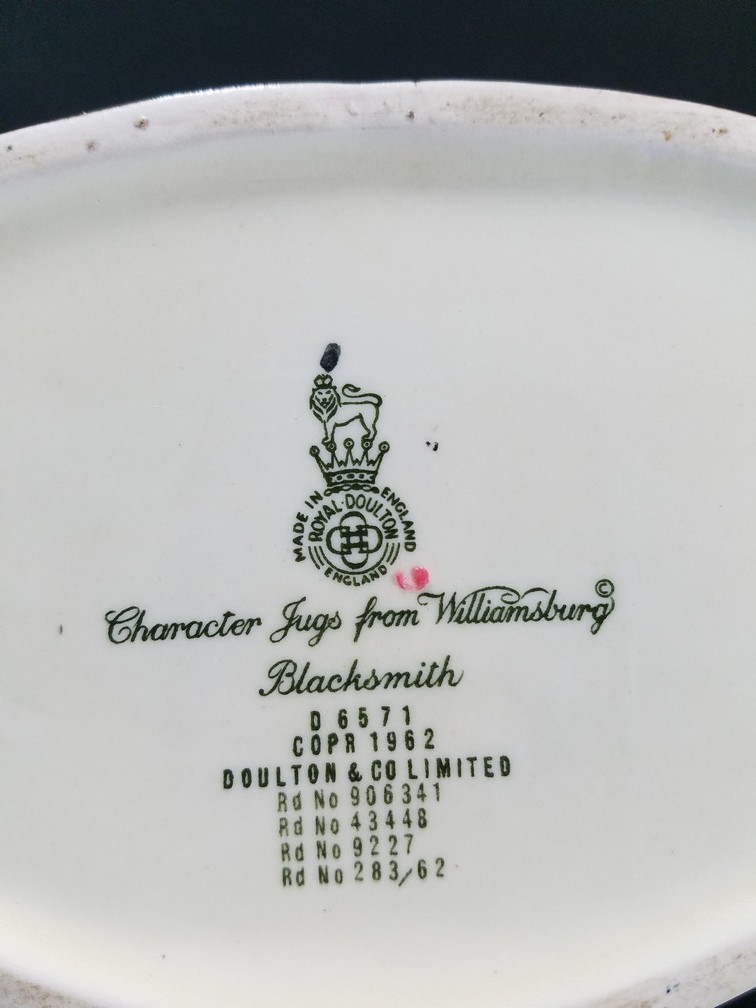 MADE IN ENGLAND
ROYAL·DOULTON
ENGLAND
Character Jugs from Williamsburg ©
Blacksmith
D 6571
COPR 1962
DOULTON & CO LIMITED
Rd No 906341
Rd No 43448
Rd No 9227
Rd No 283/62